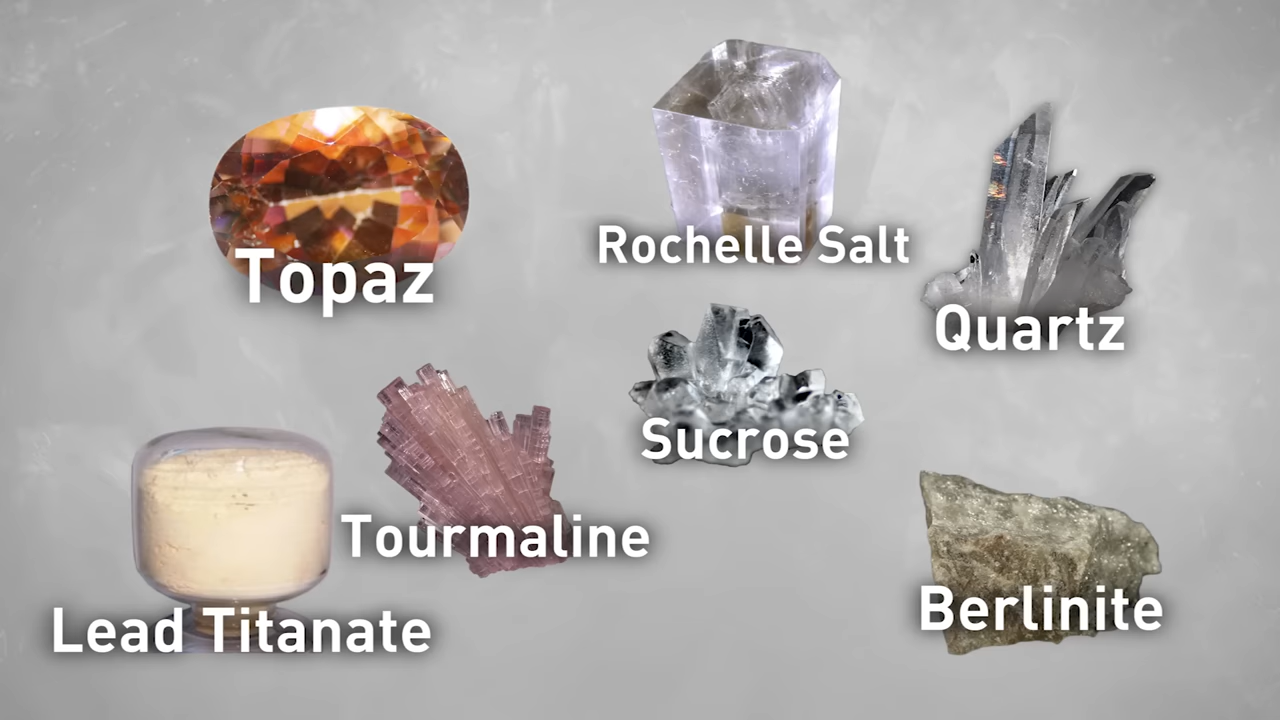 Topaz
Rochelle Salt
Quartz
Sucrose
Tourmaline
Lead Titanate
Berlinite